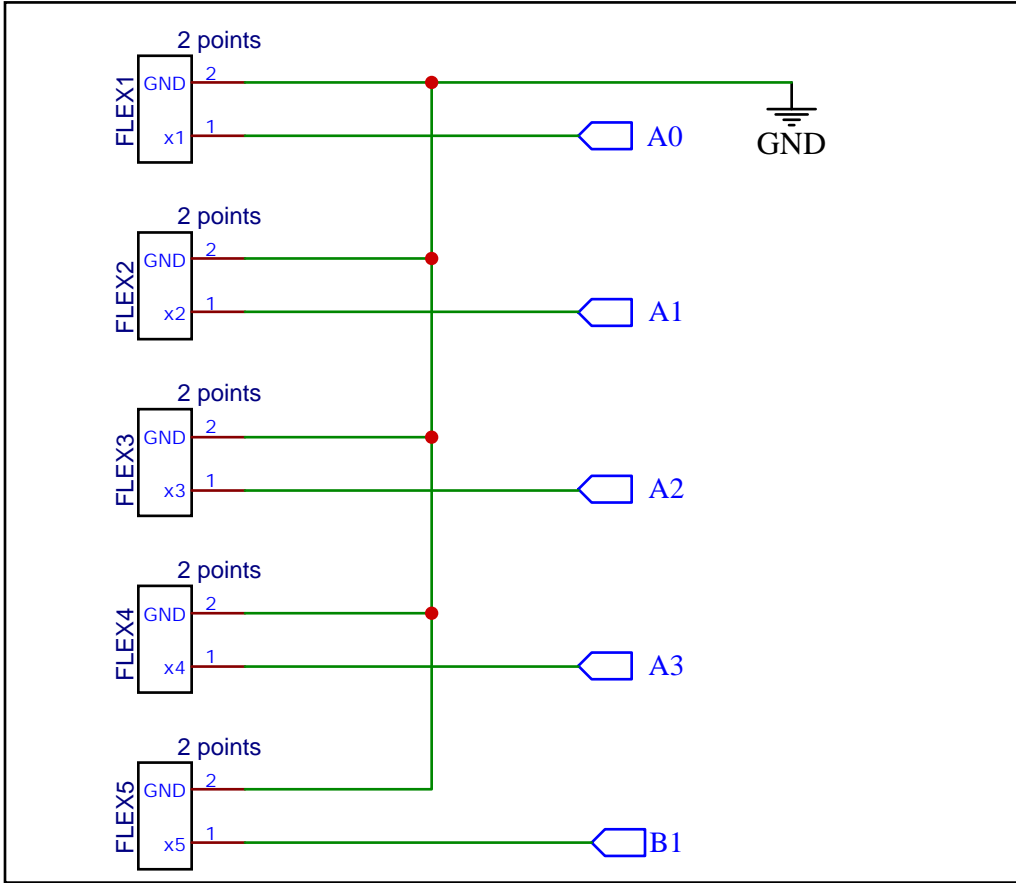 2 points
FLEX1
GND 2
x1 1
A0
GND
2 points
FLEX2
GND 2
x2 1
A1
2 points
FLEX3
GND 2
x3 1
A2
2 points
FLEX4
GND 2
x4 1
A3
2 points
FLEX5
GND 2
x5 1
B1